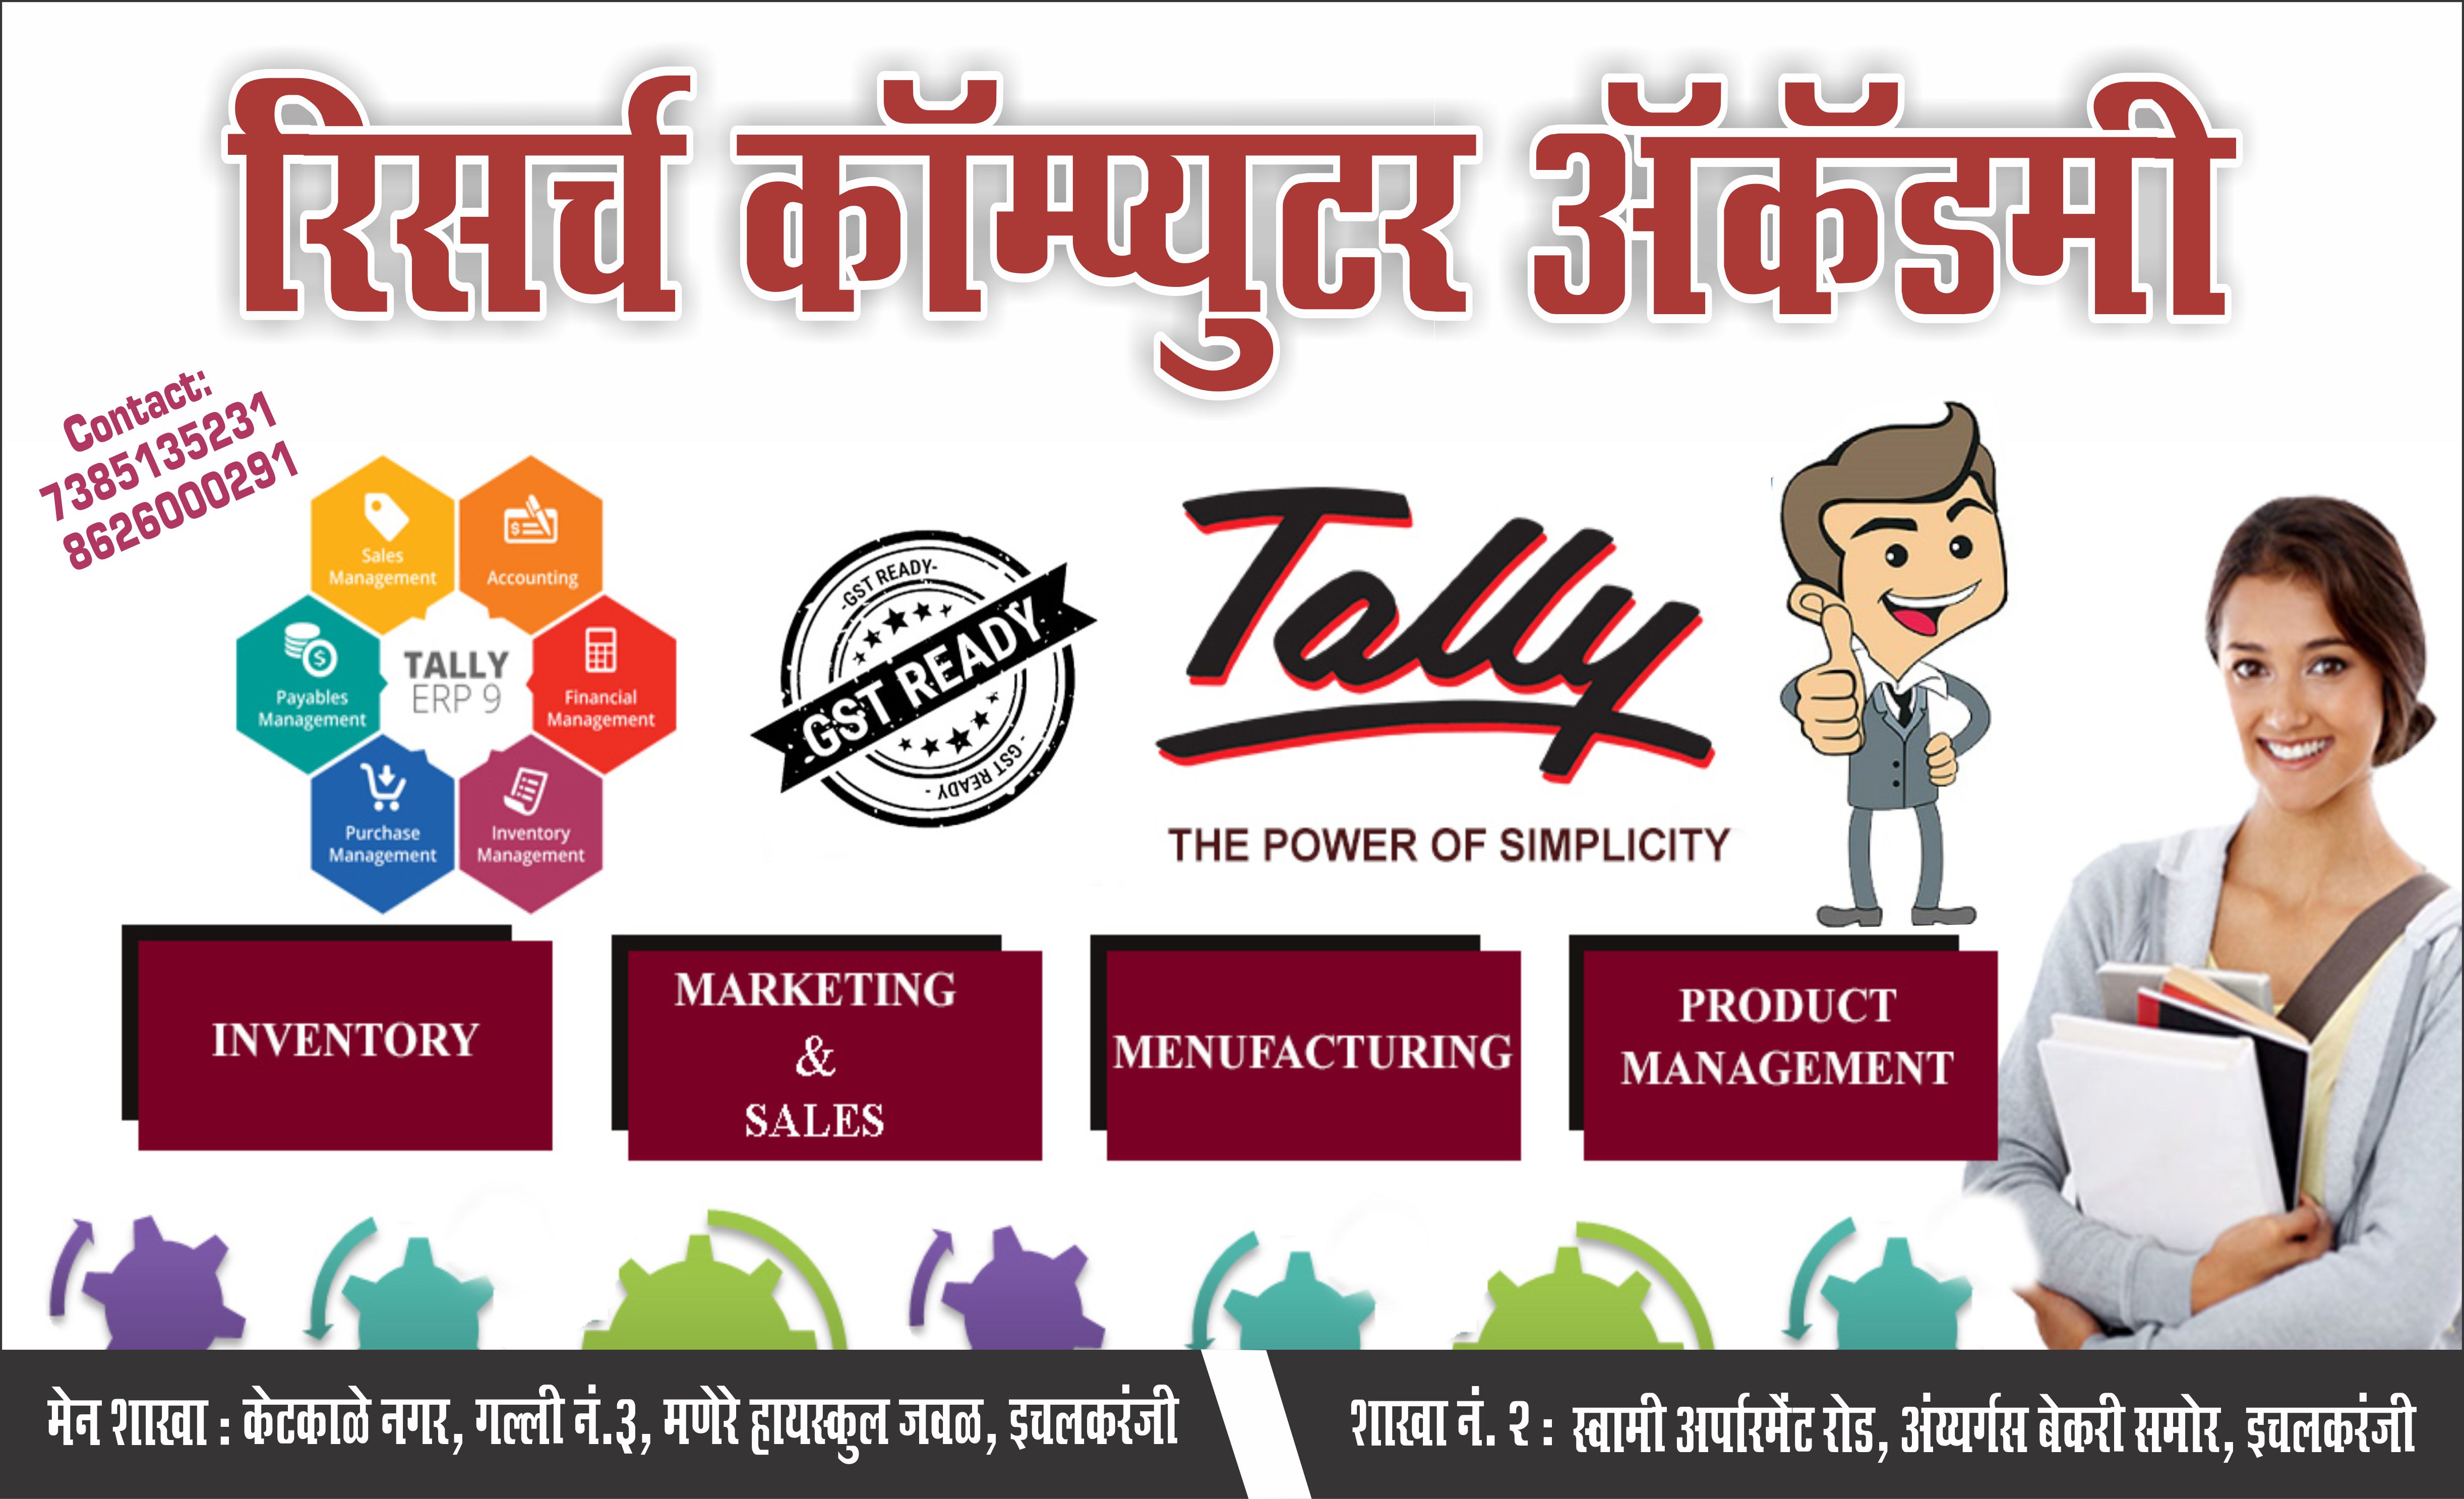 रिसर्च कॉम्प्युटर ॲकॅडमी
Contact:
7385135231
8626000291
Sales
Management
Accounting
Payables
Management
TALLY
ERP 9
Financial
Management
Purchase
Management
Inventory
Management
-GST READY-
GST READY
- GST READY -
Tally
THE POWER OF SIMPLICITY
INVENTORY
MARKETING
&
SALES
MENUFACTURING
PRODUCT
MANAGEMENT
मेन शाखा : केटकाळे नगर, गल्ली नं.३, मणेरे हायस्कुल जवळ, इचलकरंजी
शाखा नं. २ : स्वामी अर्पारमेंट रोड, अंय्यर्गस बेकरी समोर, इचलकरंजी